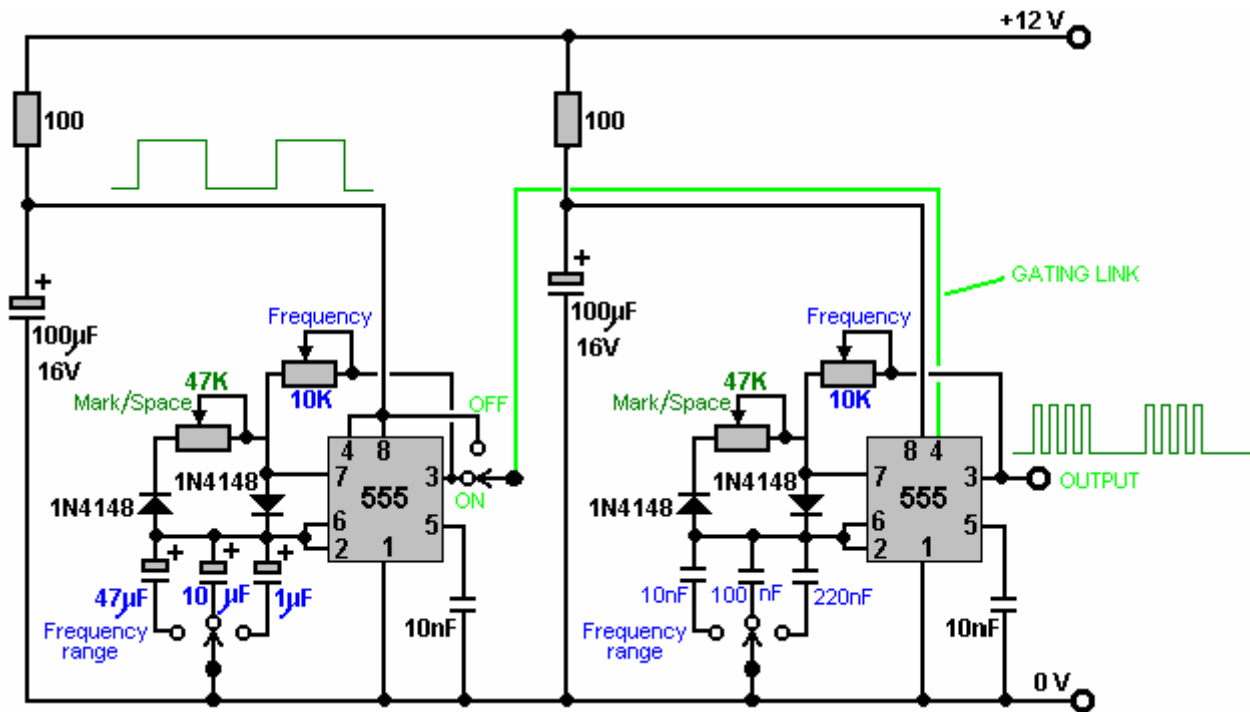 +12 V
100
100
GATING LINK
+
100µF
16V
+
100µF
16V
Frequency
10K
47K
Mark/Space
OFF
ON
Frequency
10K
47K
Mark/Space
4 8
7
3
555
6
2
5
1
1N4148
1N4148
8 4
7
3
555
6
2
5
1
1N4148
1N4148
OUTPUT
+ + +
47µF
10 µF
1µF
Frequency
range
10nF
10nF
100 nF
220nF
Frequency
range
10nF
0 V